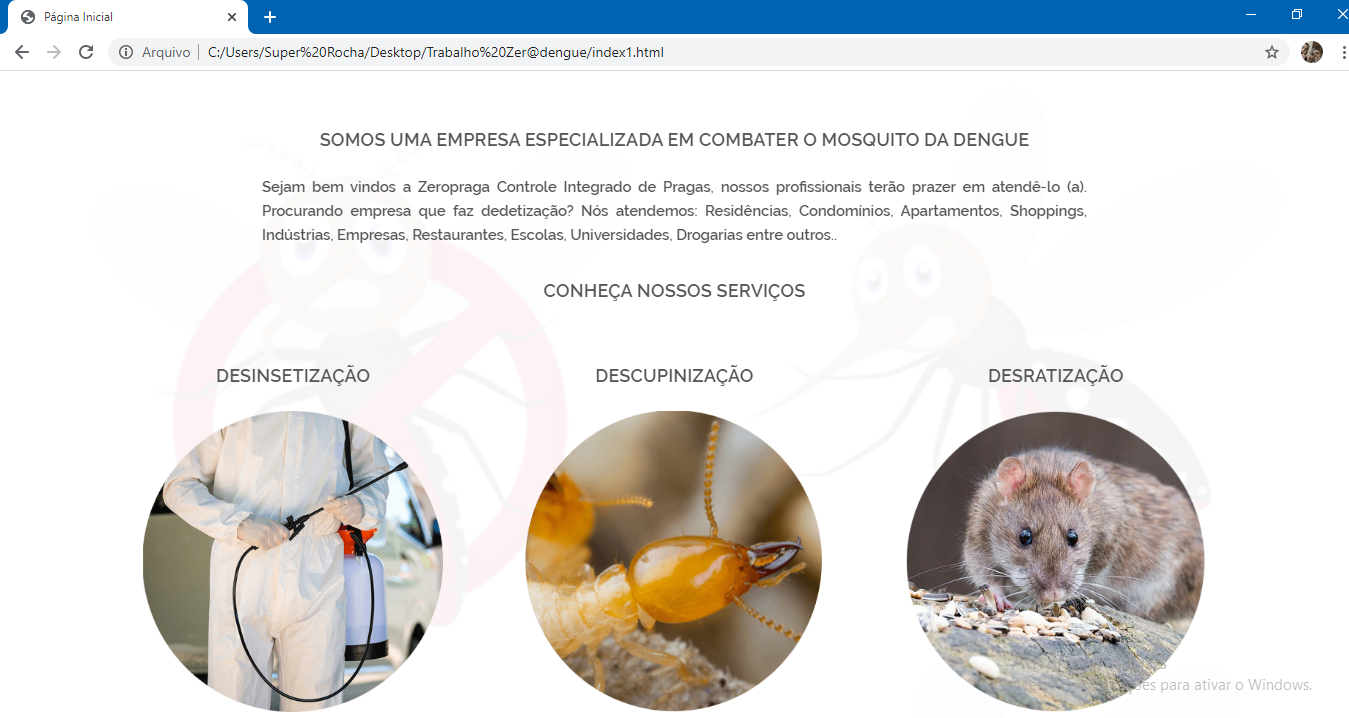 Página Inicial
Arquivo
C:/Users/Super%20Rocha/Desktop/Trabalho%20Zer@dengue/index1.html
SOMOS UMA EMPRESA ESPECIALIZADA EM COMBATER O MOSQUITO DA DENGUE
Sejam bem vindos a Zeropraga Controle Integrado de Pragas, nossos profissionais terão prazer em atendê-lo (a).
Procurando empresa que faz dedetização? Nós atendemos: Residências, Condomínios, Apartamentos, Shoppings,
Indústrias, Empresas, Restaurantes, Escolas, Universidades, Drogarias entre outros..
CONHEÇA NOSSOS SERVIÇOS
DESINSETIZAÇÃO
DESCUPINIZAÇÃO
DESRATIZAÇÃO
para ativar o Windows.